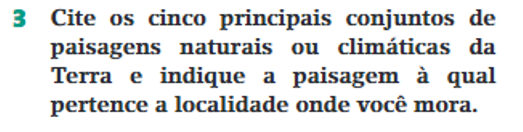 3 Cite os cinco principais conjuntos de
paisagens naturais ou climáticas da
Terra e indique a paisagem à qual
pertence a localidade onde você mora.